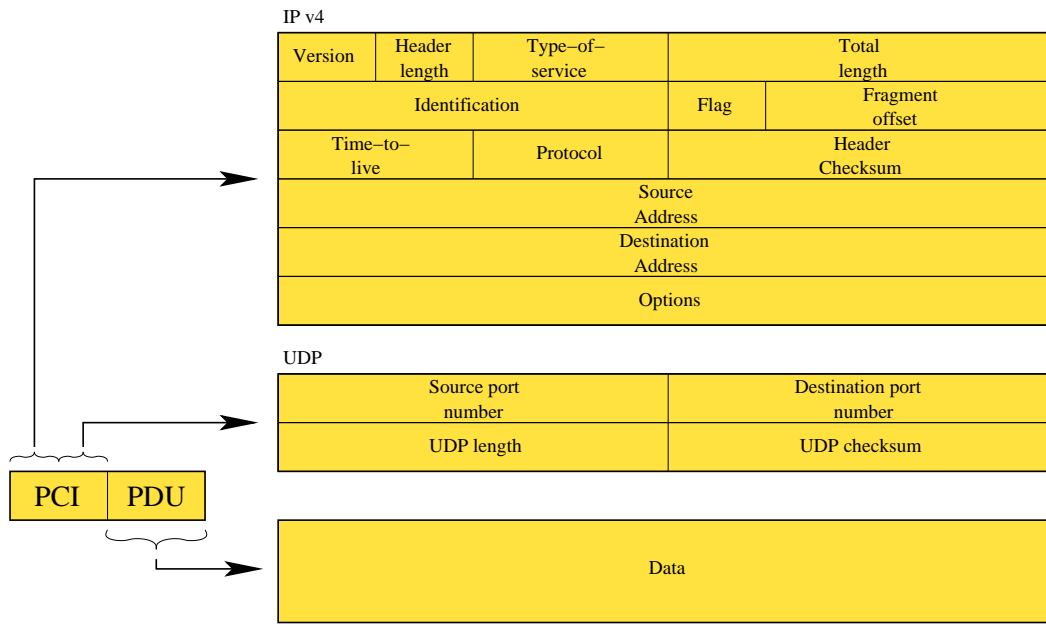 IP v4
Version
Header
length
Type–of–
service
Total
length
Identification
Flag
Fragment
offset
Time–to–
live
Protocol
Header
Checksum
Source
Address
Destination
Address
Options
UDP
Source port
number
Destination port
number
UDP length
UDP checksum
PCI
PDU
Data